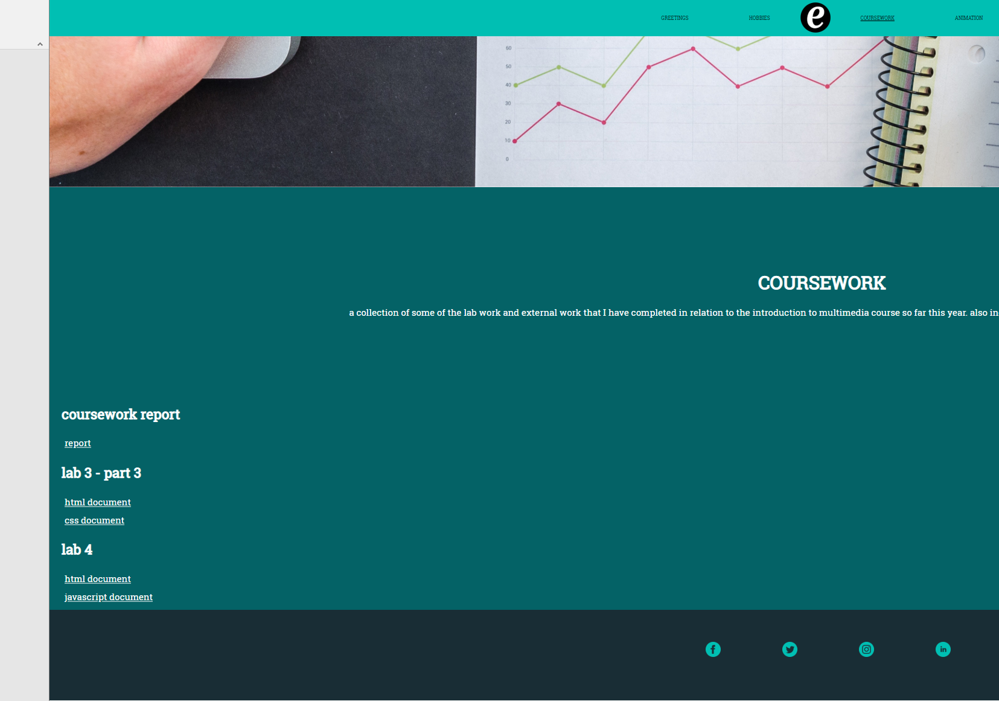 GREETINGS HOBBIES e COURSEWORK ANIMATION
60
50
40
30
20
10
0
COURSEWORK
a collection of some of the lab work and external work that I have completed in relation to the introduction to multimedia course so far this year. also in
coursework report
report
lab 3 - part 3
html document
css document
lab 4
html document
javascript document
f in